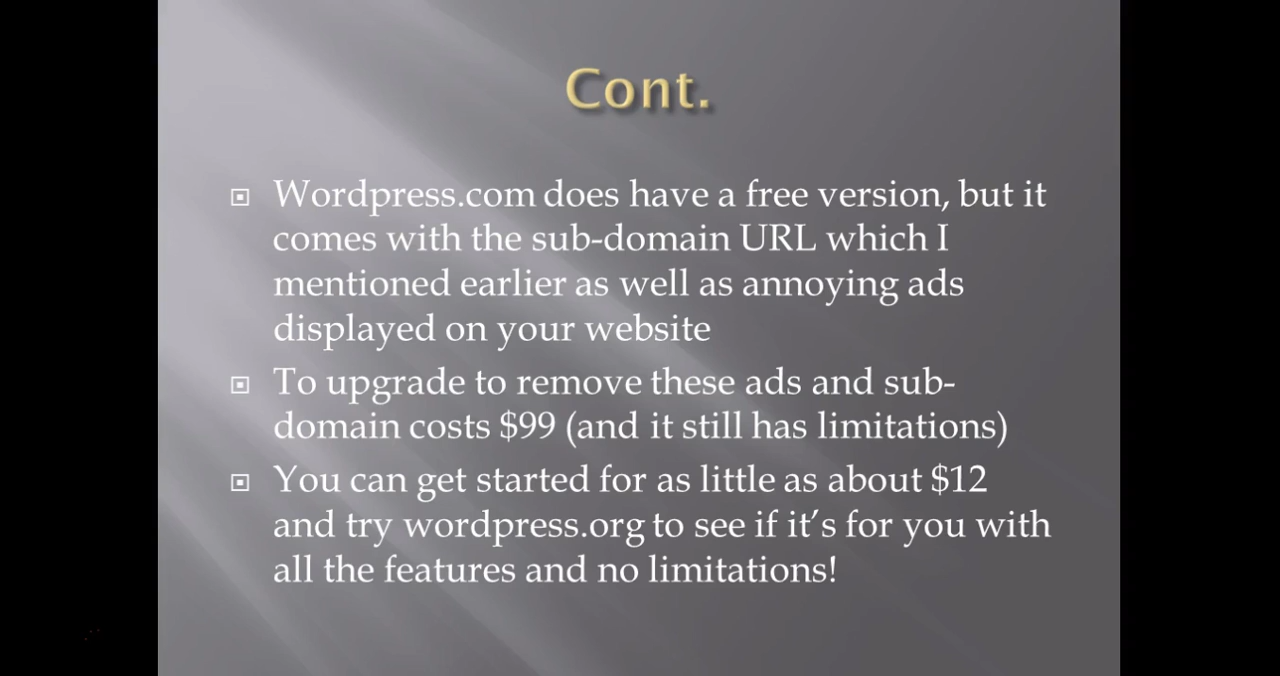 Cont.
Wordpress.com does have a free version, but it
comes with the sub-domain URL which I
mentioned earlier as well as annoying ads
displayed on your website
To upgrade to remove these ads and sub-
domain costs $99 (and it still has limitations)
You can get started for as little as about $12
and try wordpress.org to see if it’s for you with
all the features and no limitations!